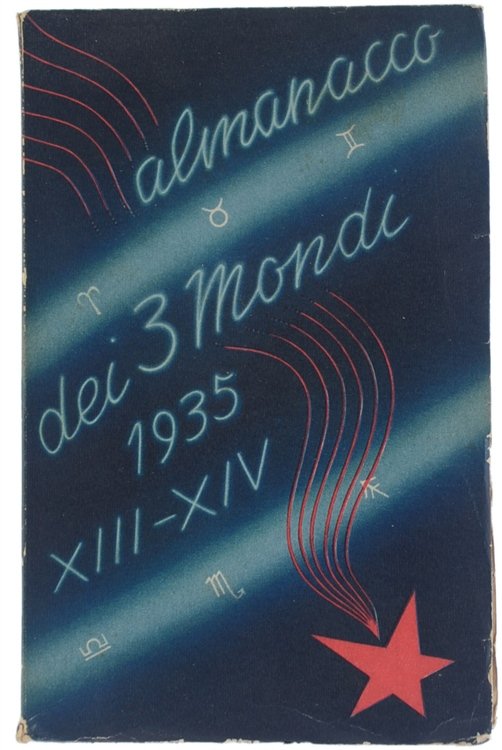 almanacco
♊
♉
♈
dei 3 Mondi
1935
XIII-XIV
♐
♏
♎